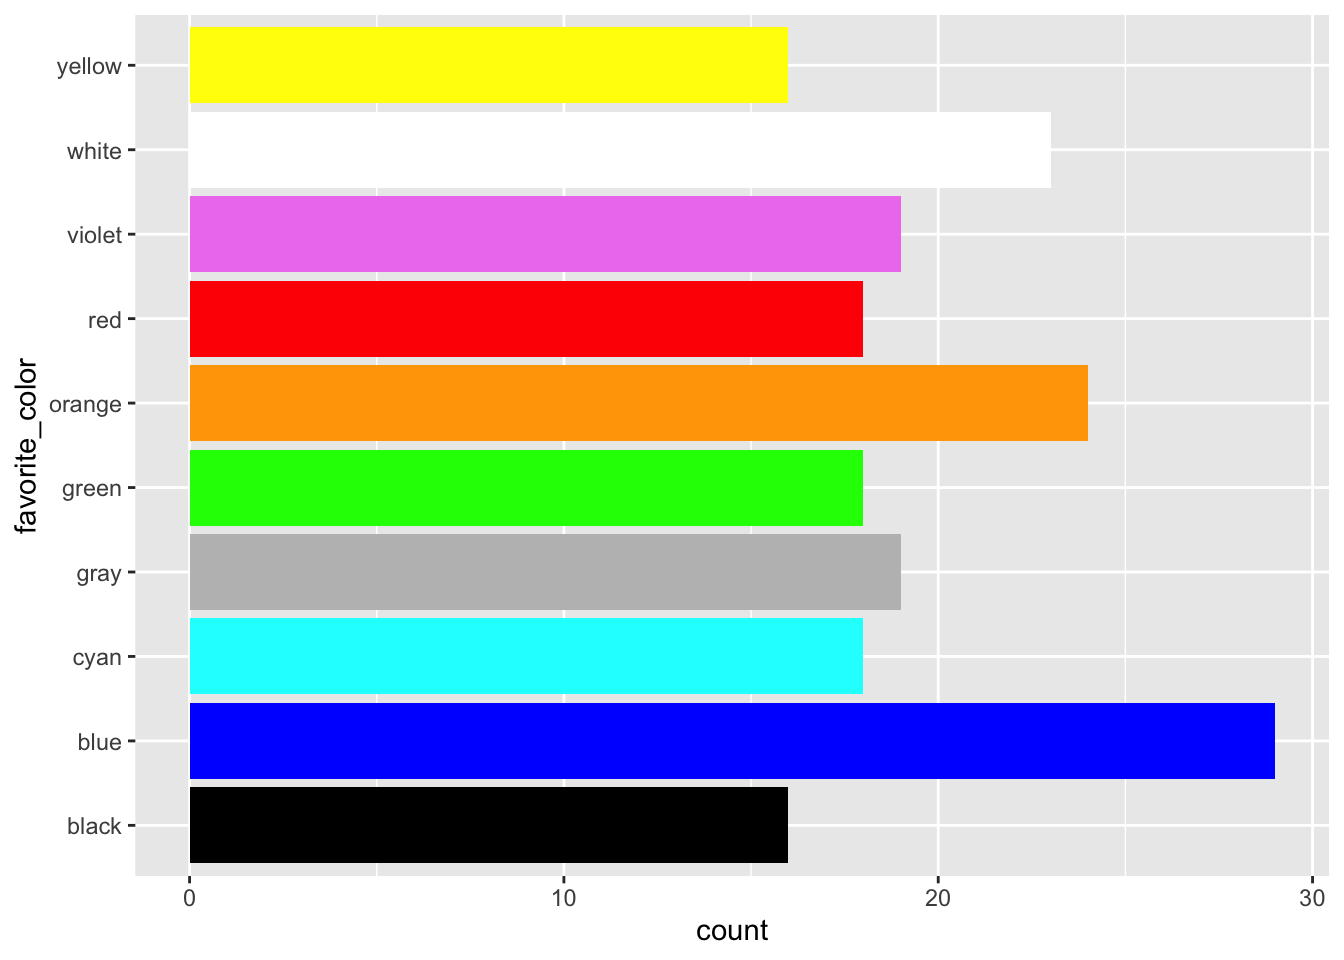 yellow
white
violet
red
orange
green
gray
cyan
blue
black
favorite_color
0 10 20 30
count